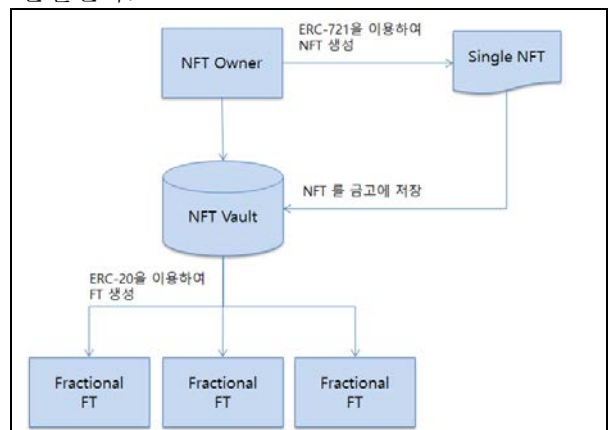 ERC-721을 이용하여
NFT 생성
NFT Owner
Single NFT
NFT 를 금고에 저장
NFT Vault
ERC-20을 이용하여
FT 생성
Fractional
FT
Fractional
FT
Fractional
FT